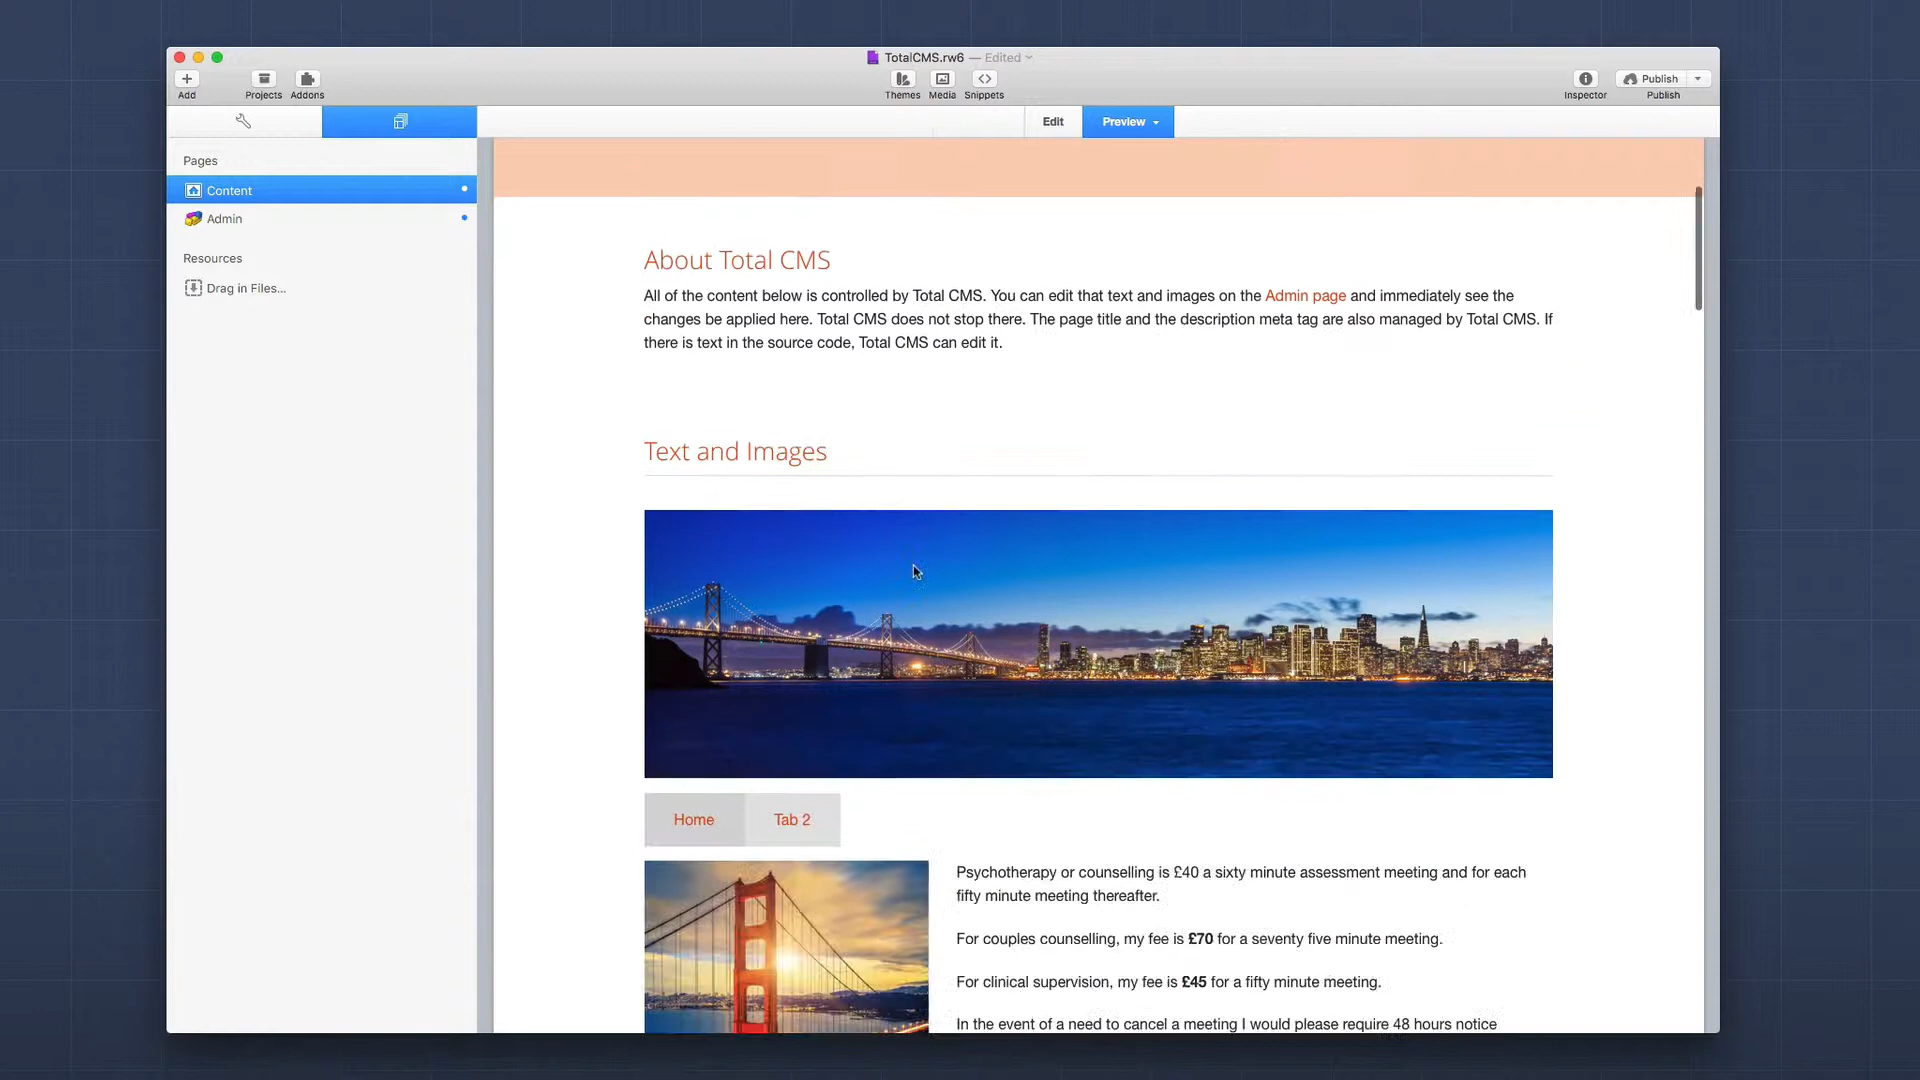 TotalCMS.rw6 — Edited
Add
Projects
Addons
Themes
Media
Snippets
Inspector
Publish
Publish
Edit
Preview
Pages
Content
Admin
Resources
Drag in Files...
About Total CMS
All of the content below is controlled by Total CMS. You can edit that text and images on the Admin page and immediately see the
changes be applied here. Total CMS does not stop there. The page title and the description meta tag are also managed by Total CMS. If
there is text in the source code, Total CMS can edit it.
Text and Images
Home
Tab 2
Psychotherapy or counselling is £40 a sixty minute assessment meeting and for each
fifty minute meeting thereafter.
For couples counselling, my fee is £70 for a seventy five minute meeting.
For clinical supervision, my fee is £45 for a fifty minute meeting.
In the event of a need to cancel a meeting I would please require 48 hours notice